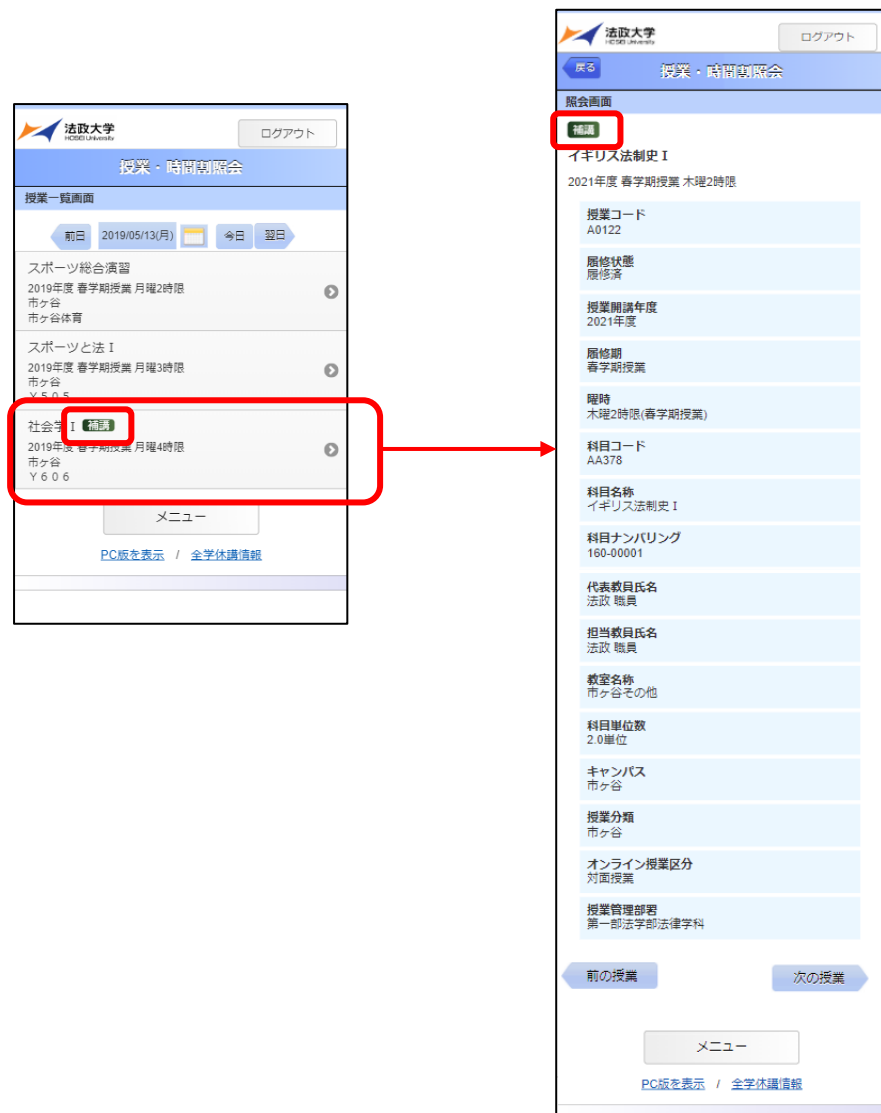 法政大学
HOSEI University
ログアウト
授業・時間割照会
授業一覧画面
前日
2019/05/13(月)
今日
翌日
スポーツ総合演習
2019年度 春学期授業 月曜2時限
市ヶ谷
市ヶ谷体育
スポーツと法Ⅰ
2019年度 春学期授業 月曜3時限
市ヶ谷
Y505
社会学Ⅰ 補講
2019年度 春学期授業 月曜4時限
市ヶ谷
Y606
メニュー
PC版を表示 / 全学休講情報
法政大学
HOSEI University
ログアウト
戻る
授業・時間割照会
照会画面
補講
イギリス法制史Ⅰ
2021年度 春学期授業 木曜2時限
授業コード
A0122
履修状態
履修済
授業開講年度
2021年度
履修期
春学期授業
曜時
木曜2時限(春学期授業)
科目コード
AA378
科目名称
イギリス法制史Ⅰ
科目ナンバリング
160-00001
代表教員氏名
法政 職員
担当教員氏名
法政 職員
教室名称
市ヶ谷その他
科目単位数
2.0単位
キャンパス
市ヶ谷
授業分類
市ヶ谷
オンライン授業区分
対面授業
授業管理部署
第一部法学部法律学科
前の授業
次の授業
メニュー
PC版を表示 / 全学休講情報